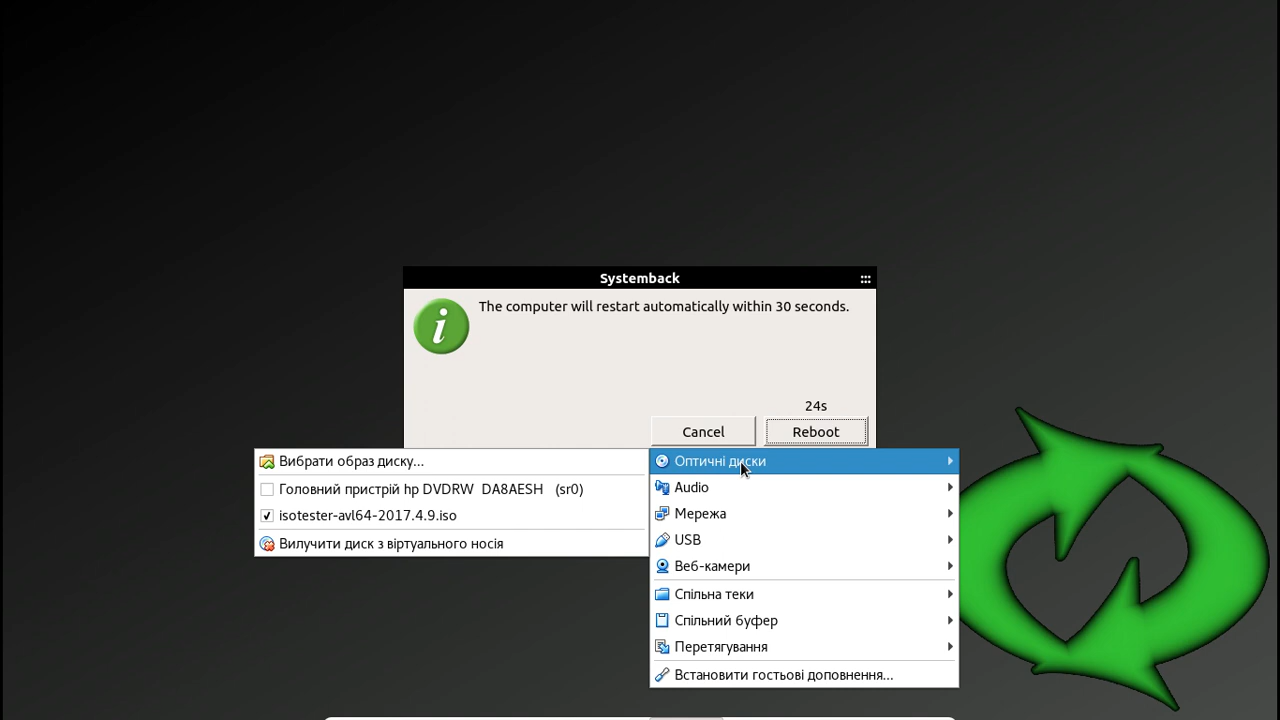 Systemback
The computer will restart automatically within 30 seconds.
24s
Cancel
Reboot
Вибрати образ диску...
Головний пристрій hp DVDRW DA8AESH (sr0)
isotester-avl64-2017.4.9.iso
Вилучити диск з віртуального носія
Оптичні диски
Audio
Мережа
USB
Веб-камери
Спільна теки
Спільний буфер
Перетягування
Встановити гостьові доповнення...